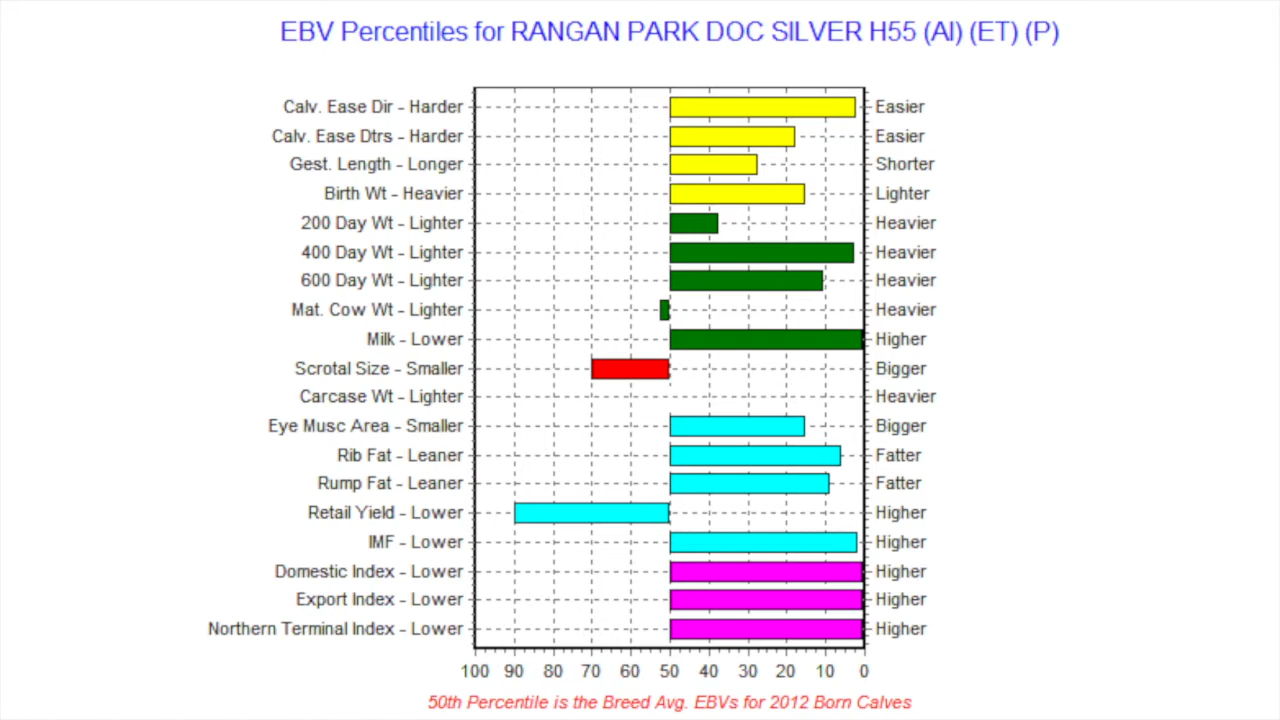 EBV Percentiles for RANGAN PARK DOC SILVER H55 (AI) (ET) (P)
Calv. Ease Dir - Harder Easier
Calv. Ease Dtrs - Harder Easier
Gest. Length - Longer Shorter
Birth Wt - Heavier Lighter
200 Day Wt - Lighter Heavier
400 Day Wt - Lighter Heavier
600 Day Wt - Lighter Heavier
Mat. Cow Wt - Lighter Heavier
Milk - Lower Higher
Scrotal Size - Smaller Bigger
Carcase Wt - Lighter Heavier
Eye Musc Area - Smaller Bigger
Rib Fat - Leaner Fatter
Rump Fat - Leaner Fatter
Retail Yield - Lower Higher
IMF - Lower Higher
Domestic Index - Lower Higher
Export Index - Lower Higher
Northern Terminal Index - Lower Higher
100 90 80 70 60 50 40 30 20 10 0
50th Percentile is the Breed Avg. EBVs for 2012 Born Calves